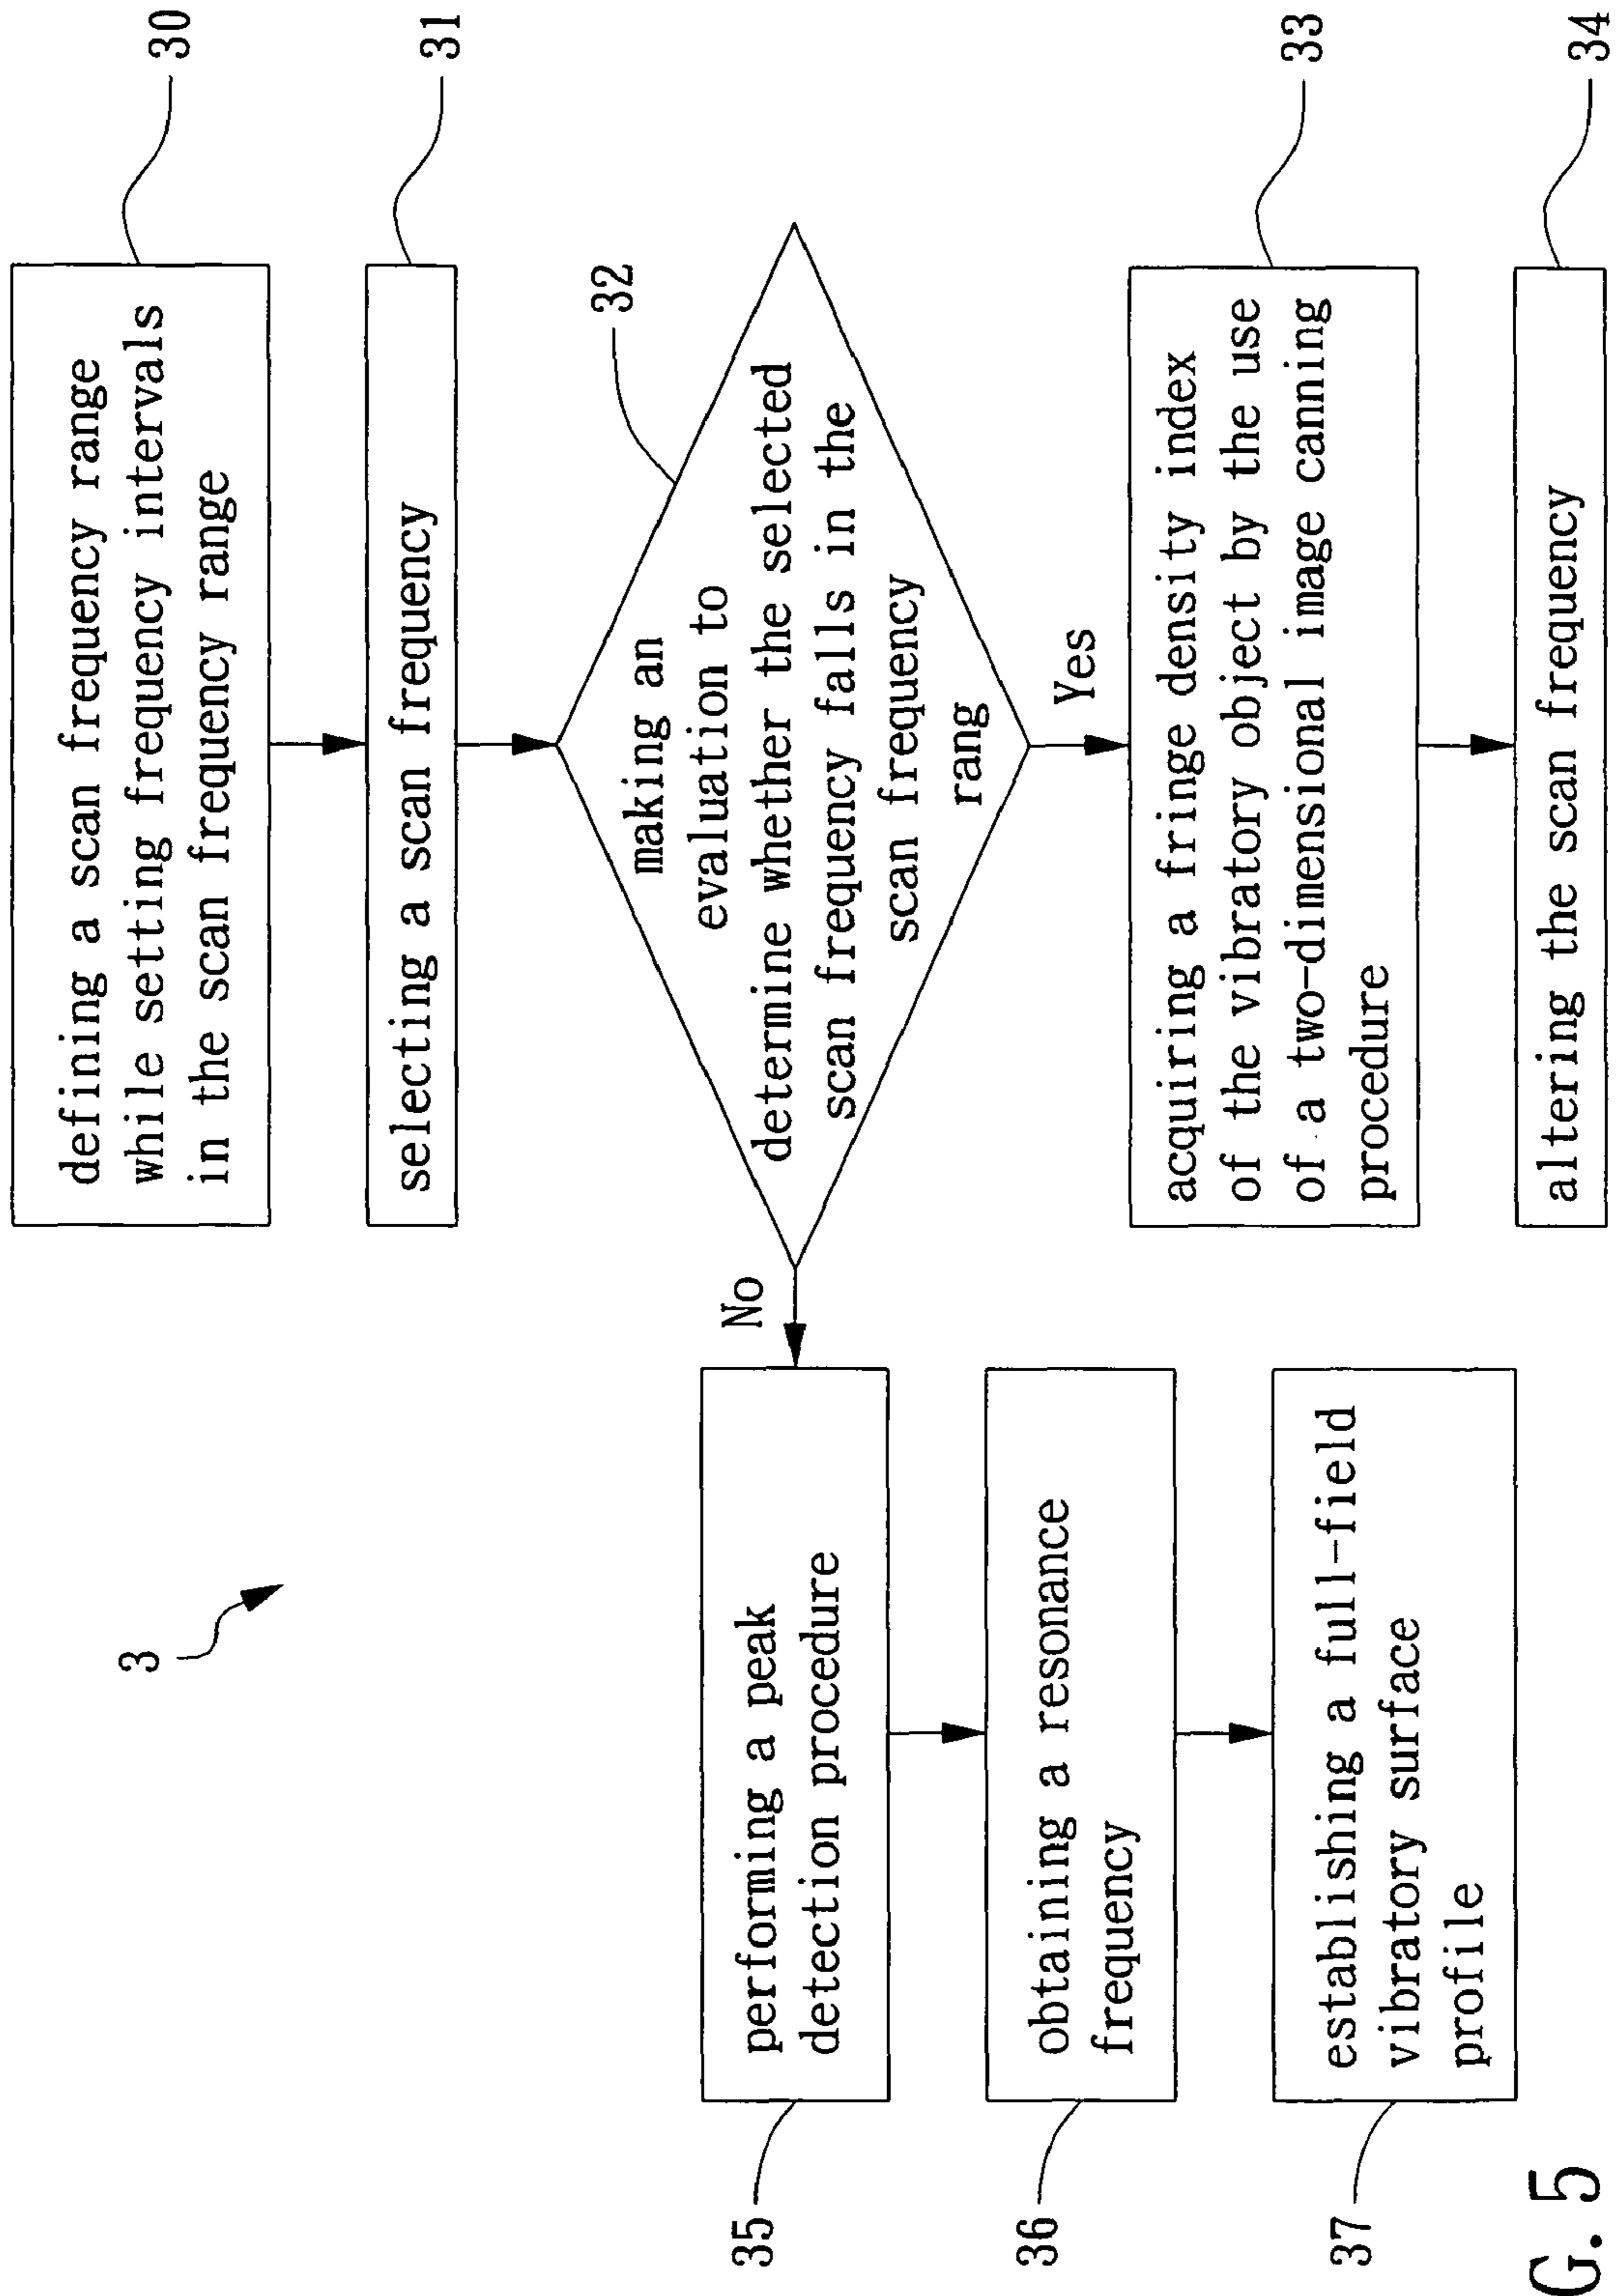 3
defining a scan frequency range
while setting frequency intervals
in the scan frequency range
30
selecting a scan frequency
31
making an
evaluation to
determine whether the selected
scan frequency falls in the
scan frequency
rang
32
No
Yes
performing a peak
detection procedure
35
obtaining a resonance
frequency
36
establishing a full-field
vibratory surface
profile
37
acquiring a fringe density index
of the vibratory object by the use
of a two-dimensional image canning
procedure
33
altering the scan frequency
34
G. 5